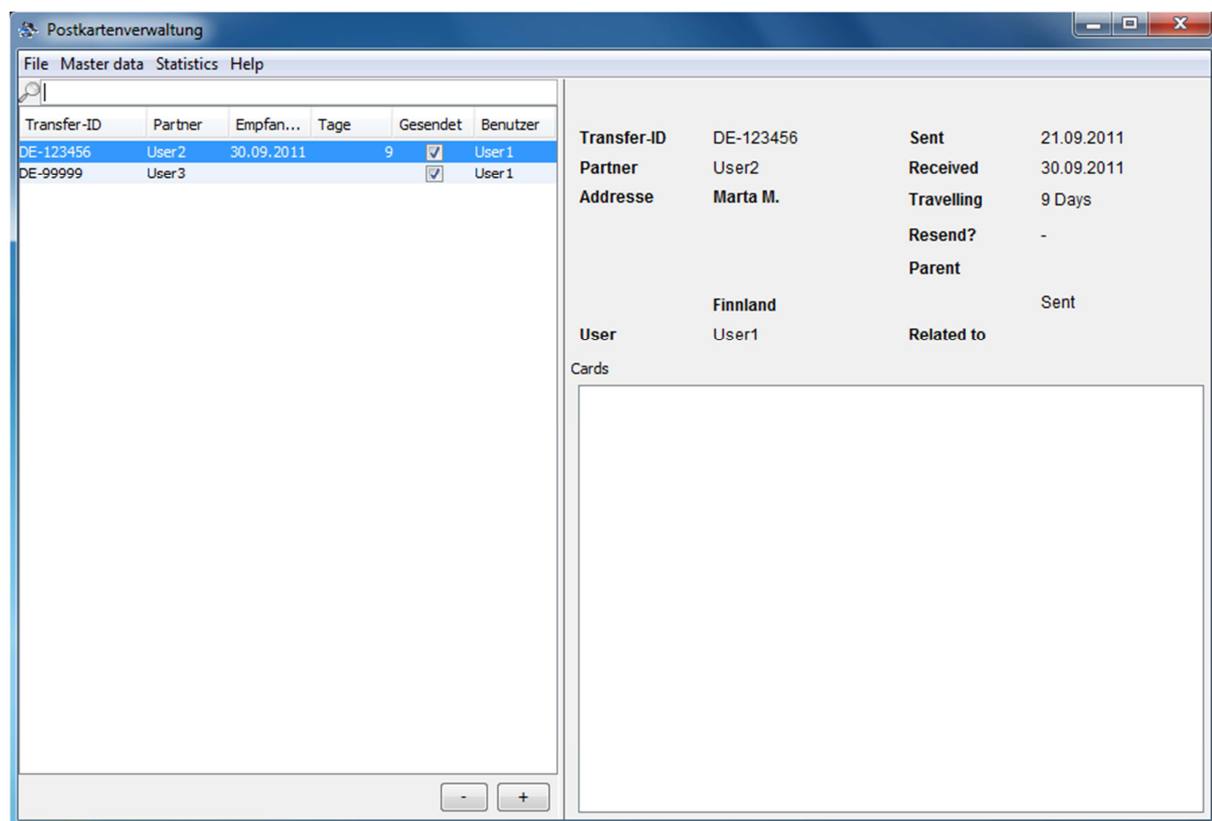 Postkartenverwaltung
File Master data Statistics Help
Transfer-ID Partner Empfan... Tage Gesendet Benutzer
DE-123456 User2 30.09.2011 9 User1
DE-99999 User3 User1
- +
Transfer-ID DE-123456 Sent 21.09.2011
Partner User2 Received 30.09.2011
Addresse Marta M. Travelling 9 Days
Resend? -
Parent
Finnland Sent
User User1 Related to
Cards